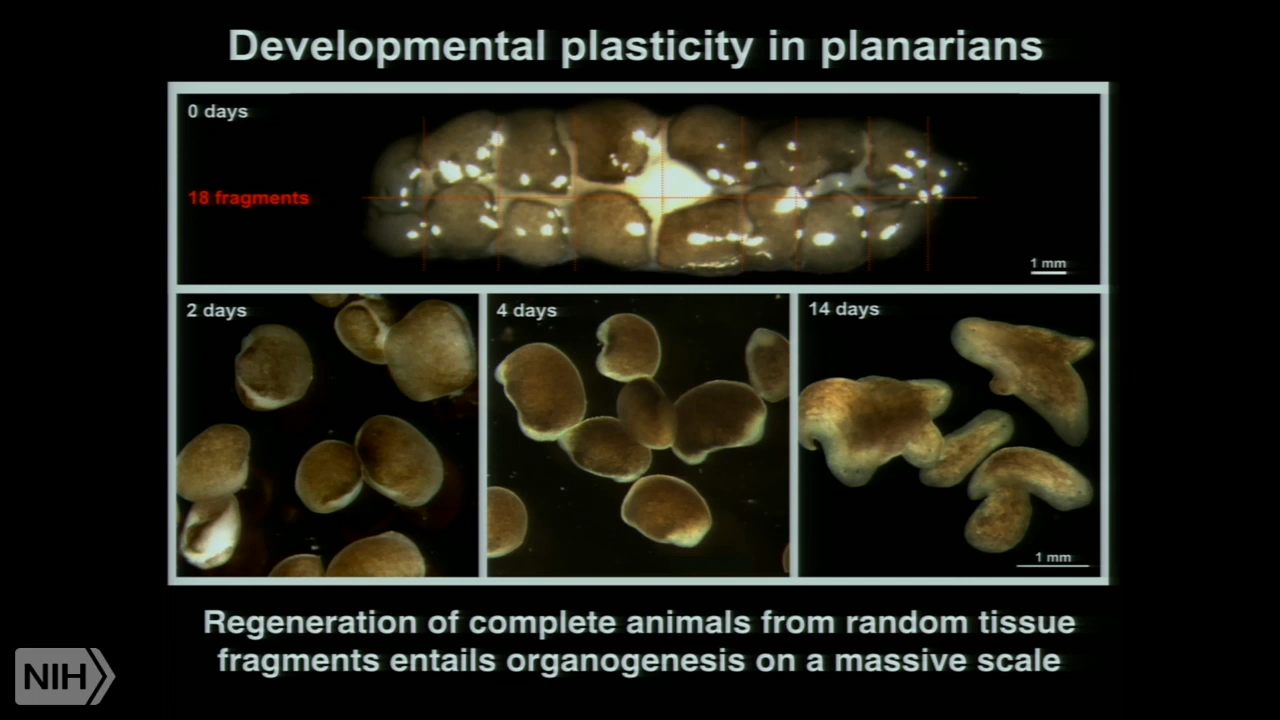 Developmental plasticity in planarians
0 days
18 fragments
1 mm
2 days
4 days
14 days
1 mm
Regeneration of complete animals from random tissue
fragments entails organogenesis on a massive scale
NIH